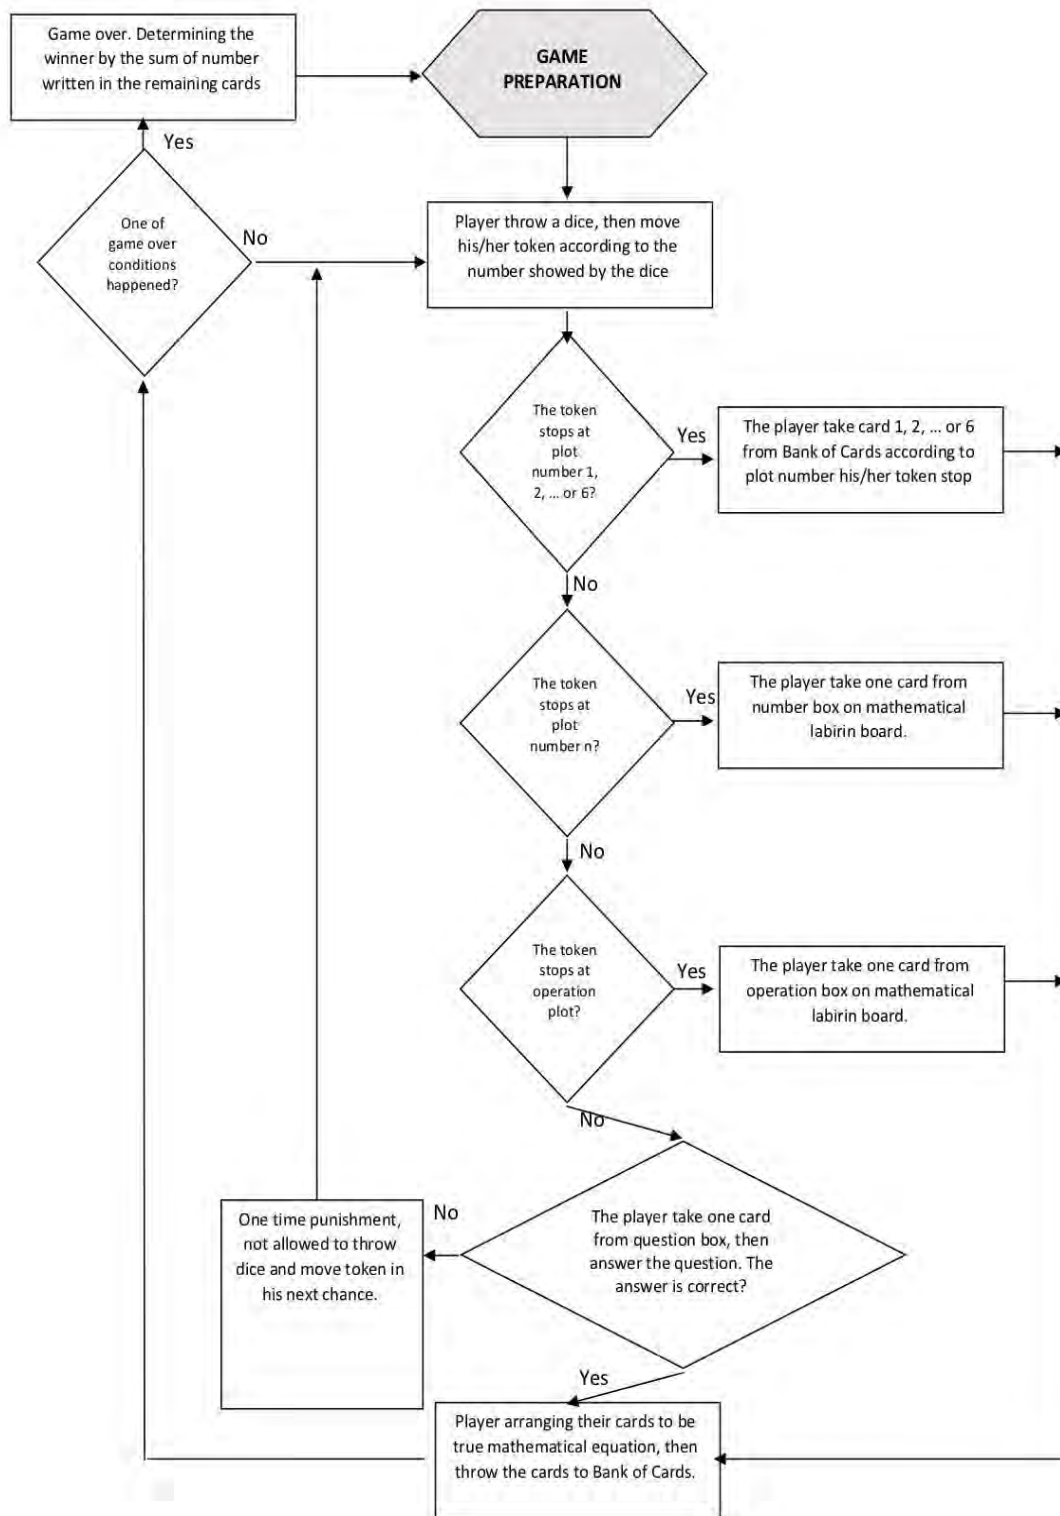 Game over. Determining the
winner by the sum of number
written in the remaining cards
GAME
PREPARATION
Yes
One of
game over
conditions
happened?
No
Player throw a dice, then move
his/her token according to the
number showed by the dice
The token
stops at
plot
number 1,
2, ... or 6?
Yes
The player take card 1, 2, ... or 6
from Bank of Cards according to
plot number his/her token stop
No
The token
stops at
plot
number n?
Yes
The player take one card from
number box on mathematical
labirin board.
No
The token
stops at
operation
plot?
Yes
The player take one card from
operation box on mathematical
labirin board.
No
The player take one card
from question box, then
answer the question. The
answer is correct?
No
One time punishment,
not allowed to throw
dice and move token in
his next chance.
Yes
Player arranging their cards to be
true mathematical equation, then
throw the cards to Bank of Cards.